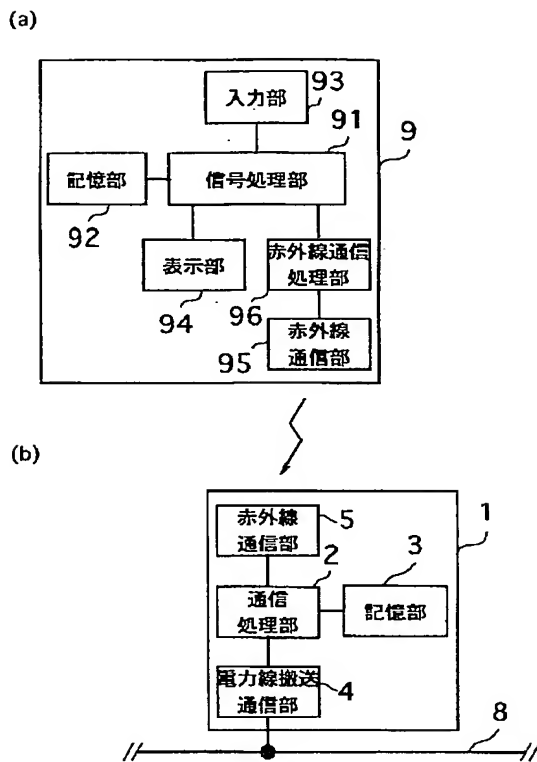 (a)
入力部
93
91
9
記憶部
信号処理部
92
表示部
赤外線通信
処理部
94
96
赤外線
通信部
95
(b)
赤外線
通信部
5
1
2
3
通信
処理部
記憶部
電力線搬送
通信部
4
8